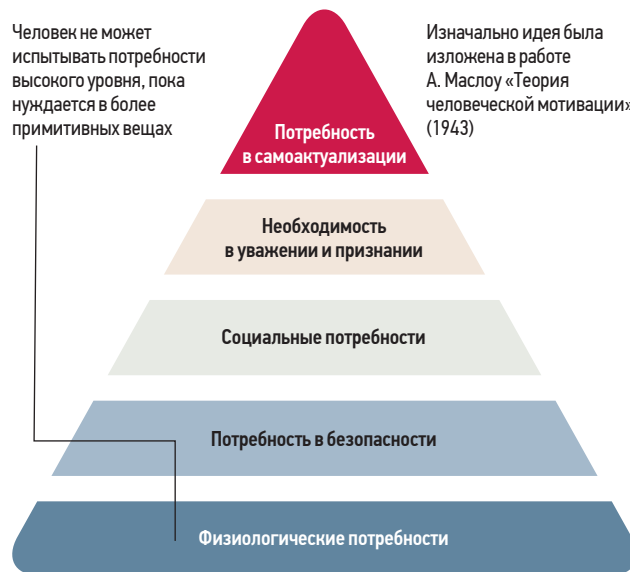 Человек не может
испытывать потребности
высокого уровня, пока
нуждается в более
примитивных вещах
Изначально идея была
изложена в работе
А. Маслоу «Теория
человеческой мотивации»
(1943)
Потребность
в самоактуализации
Необходимость
в уважении и признании
Социальные потребности
Потребность в безопасности
Физиологические потребности